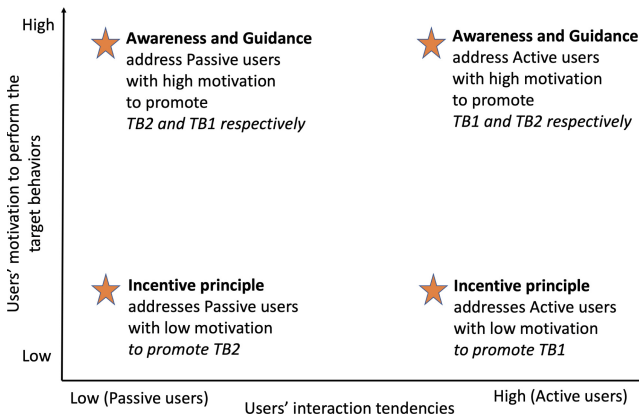 High
Awareness and Guidance
address Passive users
with high motivation
to promote
TB2 and TB1 respectively
Awareness and Guidance
address Active users
with high motivation
to promote
TB1 and TB2 respectively
Users' motivation to perform the
target behaviors
Incentive principle
addresses Passive users
with low motivation
to promote TB2
Incentive principle
addresses Active users
with low motivation
to promote TB1
Low
Low (Passive users)
Users' interaction tendencies
High (Active users)